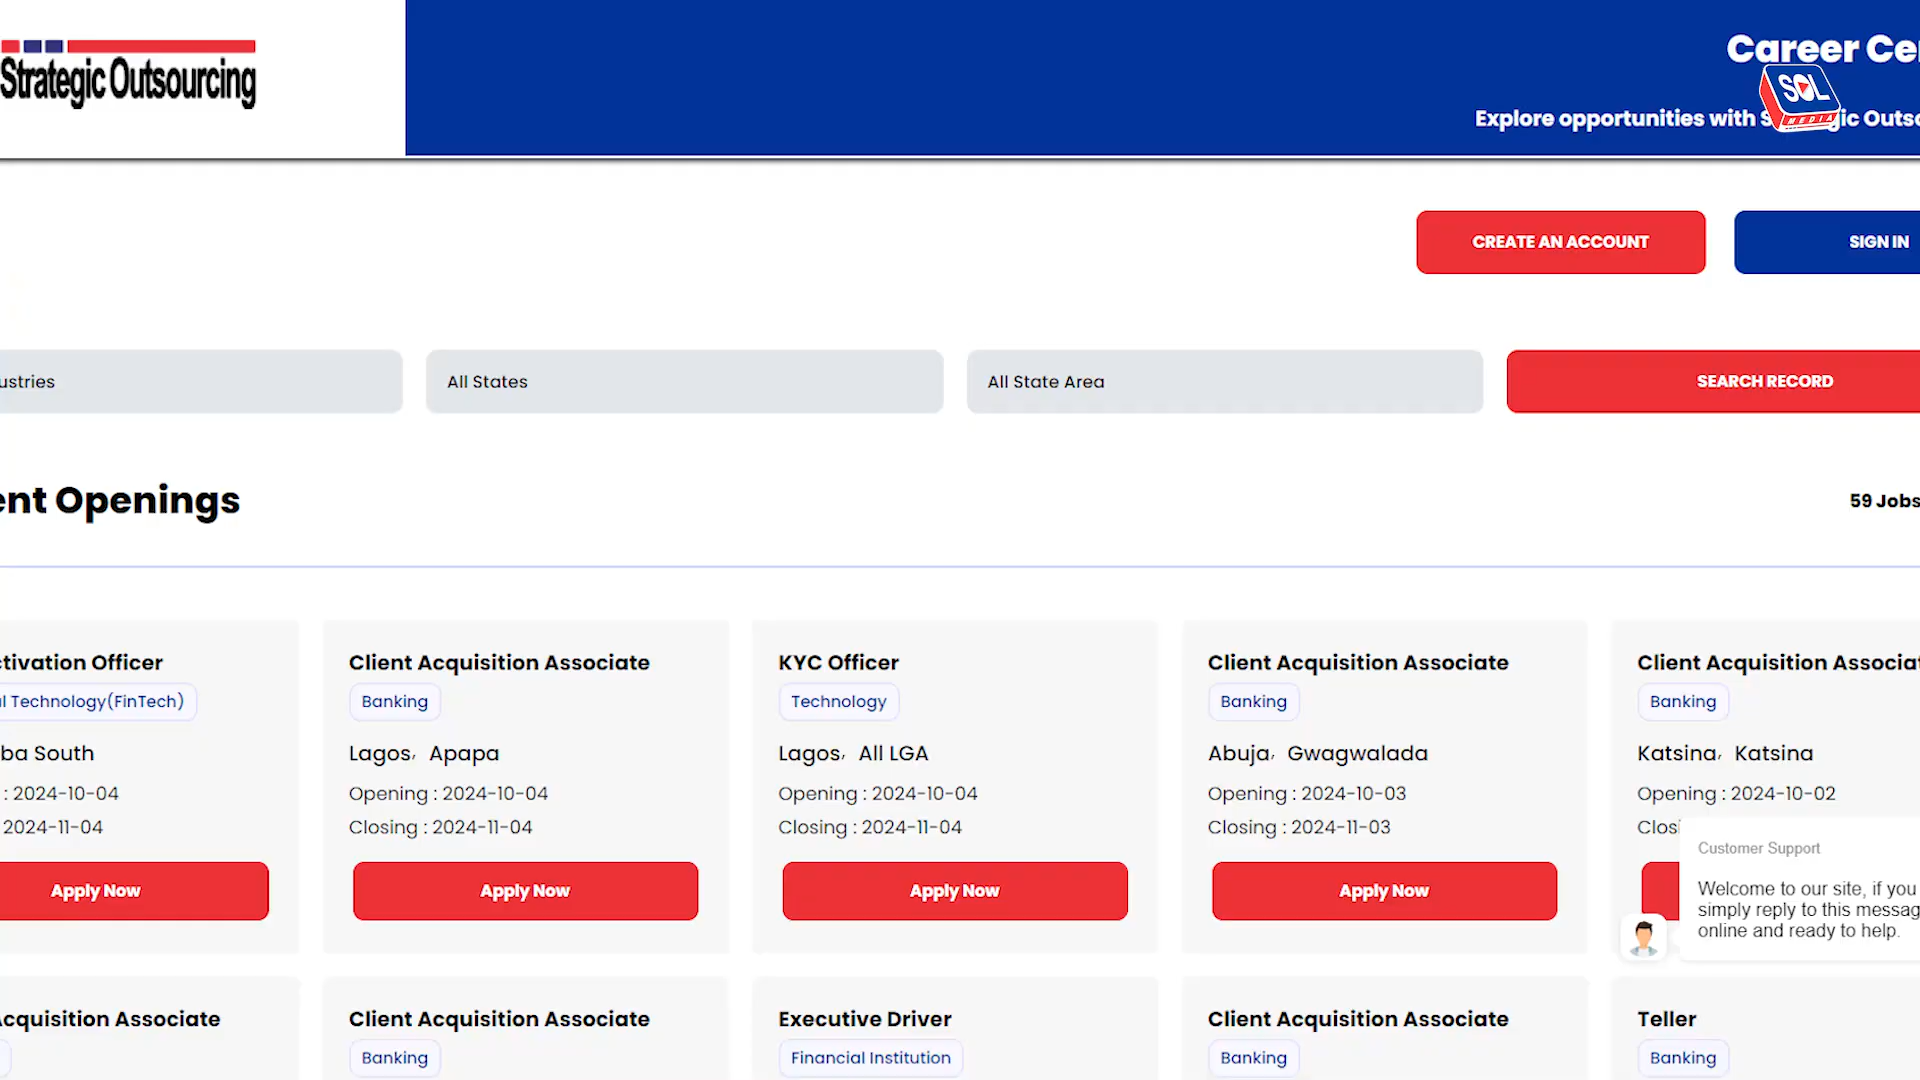 Strategic Outsourcing
Career Ce
SOL
MEDIA
Explore opportunities with S ic Outs
CREATE AN ACCOUNT
SIGN IN
ustries
All States
All State Area
SEARCH RECORD
ent Openings
59 Jobs
ctivation Officer
Client Acquisition Associate
KYC Officer
Client Acquisition Associate
Client Acquisition Associat
l Technology(FinTech)
Banking
Technology
Banking
Banking
ba South
Lagos, Apapa
Lagos, All LGA
Abuja, Gwagwalada
Katsina, Katsina
: 2024-10-04
Opening : 2024-10-04
Opening : 2024-10-04
Opening : 2024-10-03
Opening : 2024-10-02
2024-11-04
Closing : 2024-11-04
Closing : 2024-11-04
Closing : 2024-11-03
Closi
Apply Now
Apply Now
Apply Now
Apply Now
Customer Support
Welcome to our site, if you
simply reply to this messag
online and ready to help.
cquisition Associate
Client Acquisition Associate
Executive Driver
Client Acquisition Associate
Teller
Banking
Financial Institution
Banking
Banking